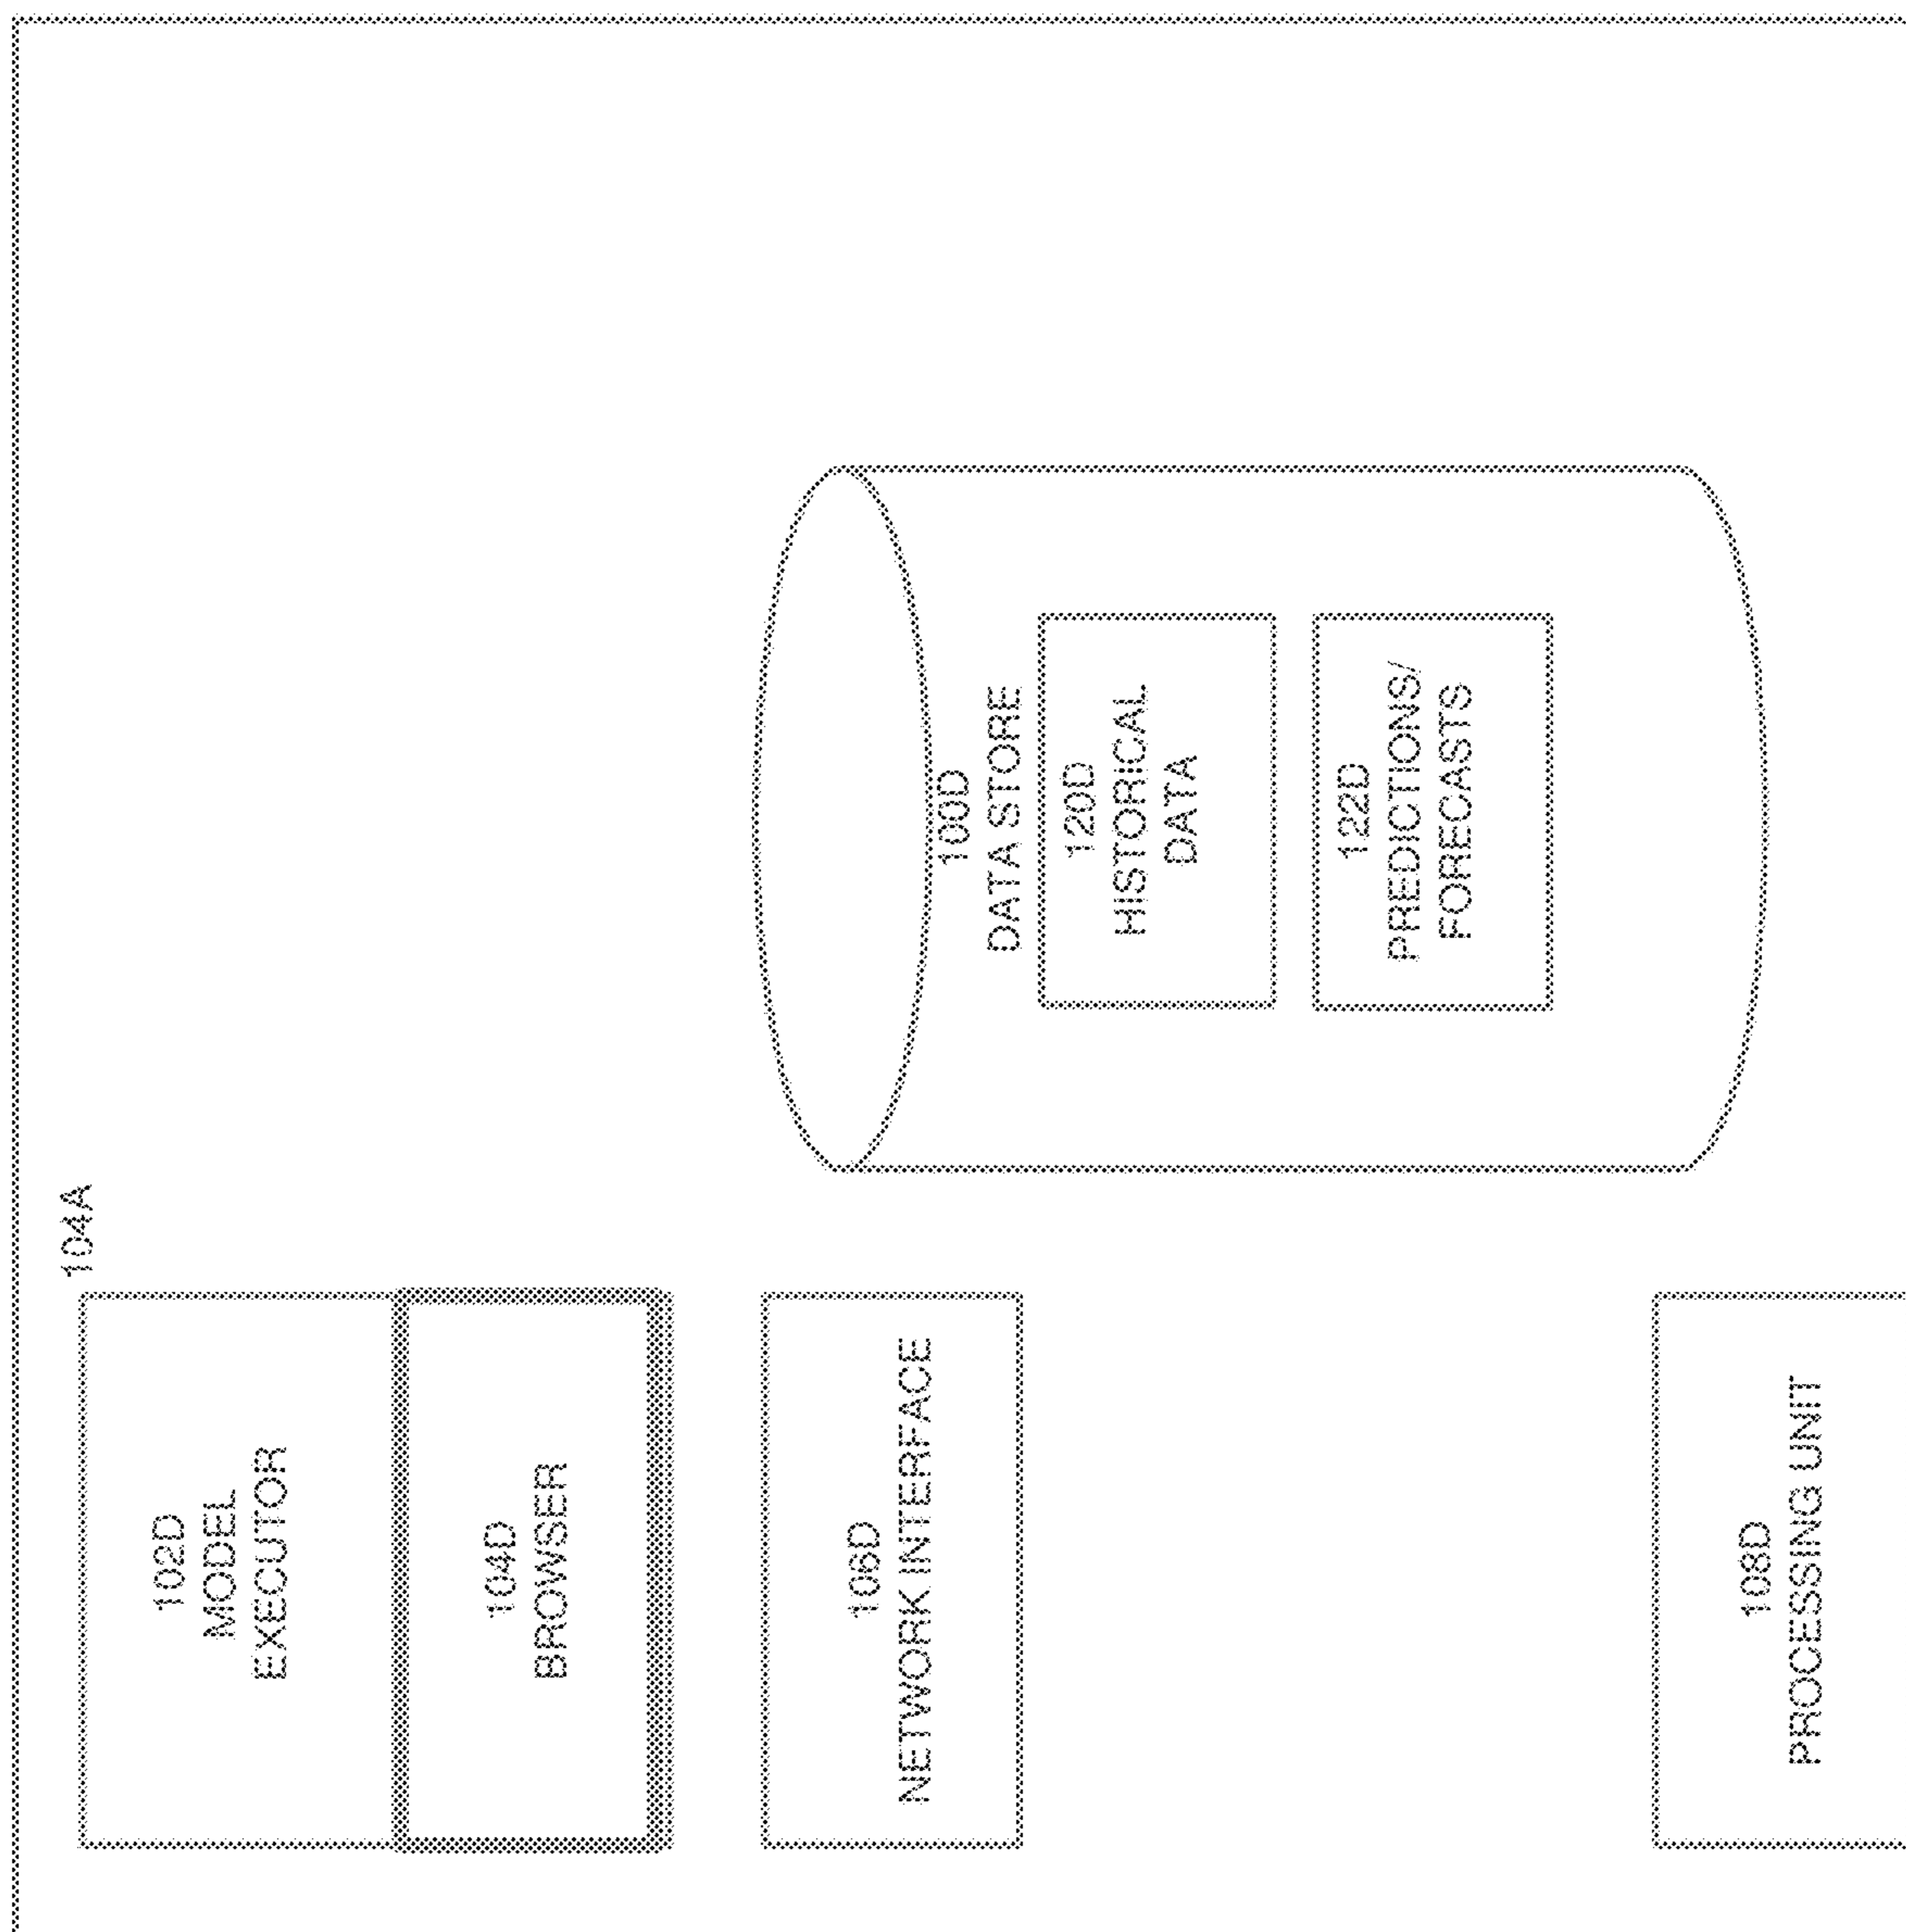 104A
102D
MODEL
EXECUTOR
104D
BROWSER
106D
NETWORK INTERFACE
108D
PROCESSING UNIT
100D
DATA STORE
120D
HISTORICAL
DATA
122D
PREDICTIONS/
FORECASTS